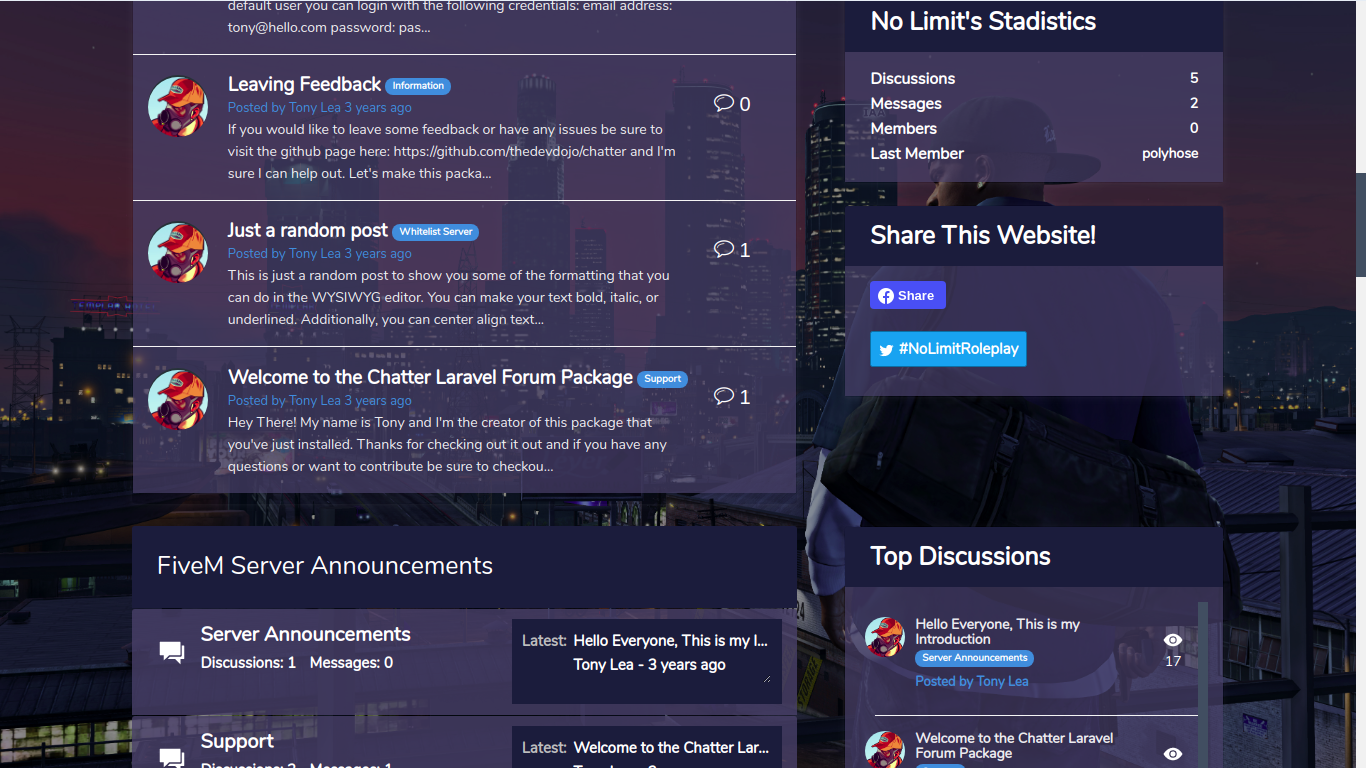 default user you can login with the following credentials: email address:
tony@hello.com password: pas...
Leaving Feedback Information
Posted by Tony Lea 3 years ago
If you would like to leave some feedback or have any issues be sure to
visit the github page here: https://github.com/thedevdojo/chatter and I'm
sure I can help out. Let's make this packa...
0
Just a random post Whitelist Server
Posted by Tony Lea 3 years ago
This is just a random post to show you some of the formatting that you
can do in the WYSIWYG editor. You can make your text bold, italic, or
underlined. Additionally, you can center align text...
1
Welcome to the Chatter Laravel Forum Package Support
Posted by Tony Lea 3 years ago
Hey There! My name is Tony and I'm the creator of this package that
you've just installed. Thanks for checking out it out and if you have any
questions or want to contribute be sure to checkou...
1
FiveM Server Announcements
Server Announcements
Discussions: 1 Messages: 0
Latest: Hello Everyone, This is my I...
Tony Lea - 3 years ago
Support
Discussions: 2 Messages: 1
Latest: Welcome to the Chatter Lar...
No Limit's Stadistics
Discussions 5
Messages 2
Members 0
Last Member polyhose
Share This Website!
Share
#NoLimitRoleplay
Top Discussions
Hello Everyone, This is my
Introduction
Server Announcements
Posted by Tony Lea
17
Welcome to the Chatter Laravel
Forum Package